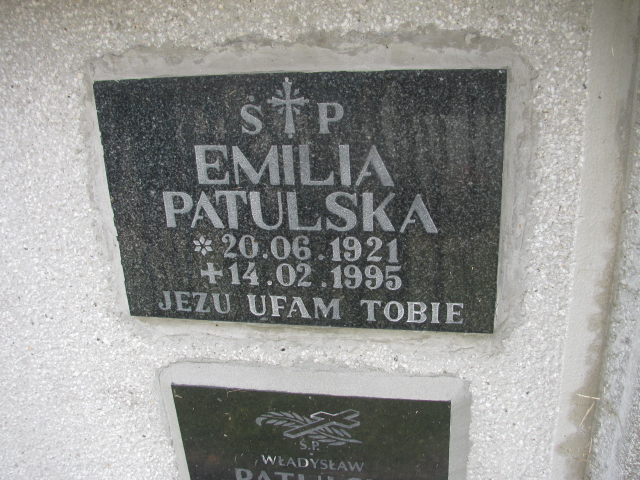 Ś P
EMILIA
PATULSKA
* 20.06.1921
+ 14.02.1995
JEZU UFAM TOBIE
Ś.P.
WŁADYSŁAW